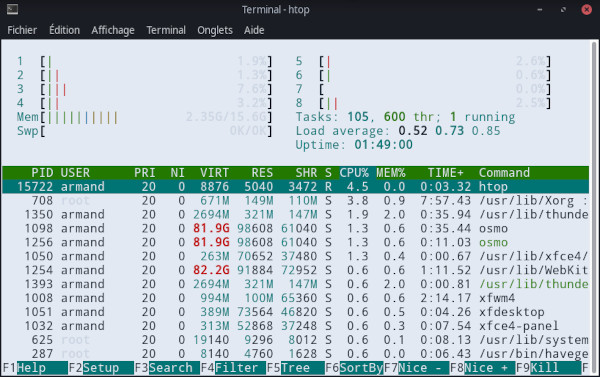 Terminal - htop
Fichier Édition Affichage Terminal Onglets Aide
1 [| 1.9%] 5 [| 2.6%]
2 [|| 1.3%] 6 [| 0.6%]
3 [||| 7.6%] 7 [ 0.0%]
4 [|| 3.2%] 8 [|| 2.5%]
Mem[|||||||||| 2.35G/15.6G] Tasks: 105, 600 thr; 1 running
Swp[ 0K/0K] Load average: 0.52 0.73 0.85
Uptime: 01:49:00
PID USER PRI NI VIRT RES SHR S CPU% MEM% TIME+ Command
15722 armand 20 0 8876 5040 3472 R 4.5 0.0 0:03.32 htop
708 root 20 0 671M 149M 110M S 3.8 0.9 7:57.43 /usr/lib/Xorg :
1350 armand 20 0 2694M 321M 147M S 1.9 2.0 0:35.94 /usr/lib/thunde
1098 armand 20 0 81.9G 98608 61040 S 1.3 0.6 0:35.44 osmo
1256 armand 20 0 81.9G 98608 61040 S 1.3 0.6 0:11.03 osmo
1050 armand 20 0 263M 70652 37480 S 1.3 0.4 0:00.67 /usr/lib/xfce4/
1254 armand 20 0 82.2G 91884 72952 S 0.6 0.6 1:11.52 /usr/lib/WebKit
1393 armand 20 0 2694M 321M 147M S 0.6 2.0 0:00.81 /usr/lib/thunde
1008 armand 20 0 994M 100M 65360 S 0.6 0.6 2:14.17 xfwm4
1051 armand 20 0 389M 73564 46820 S 0.6 0.5 0:04.26 xfdesktop
1032 armand 20 0 313M 52868 37248 S 0.6 0.3 0:07.54 xfce4-panel
625 root 20 0 19140 9296 8012 S 0.6 0.1 0:08.13 /usr/lib/system
287 root 20 0 8140 4760 1628 S 0.6 0.0 0:06.43 /usr/bin/havege
F1Help F2Setup F3Search F4Filter F5Tree F6SortBy F7Nice - F8Nice + F9Kill F